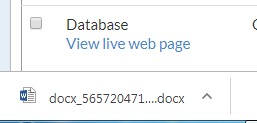 Database
View live web page
docx_565720471....docx